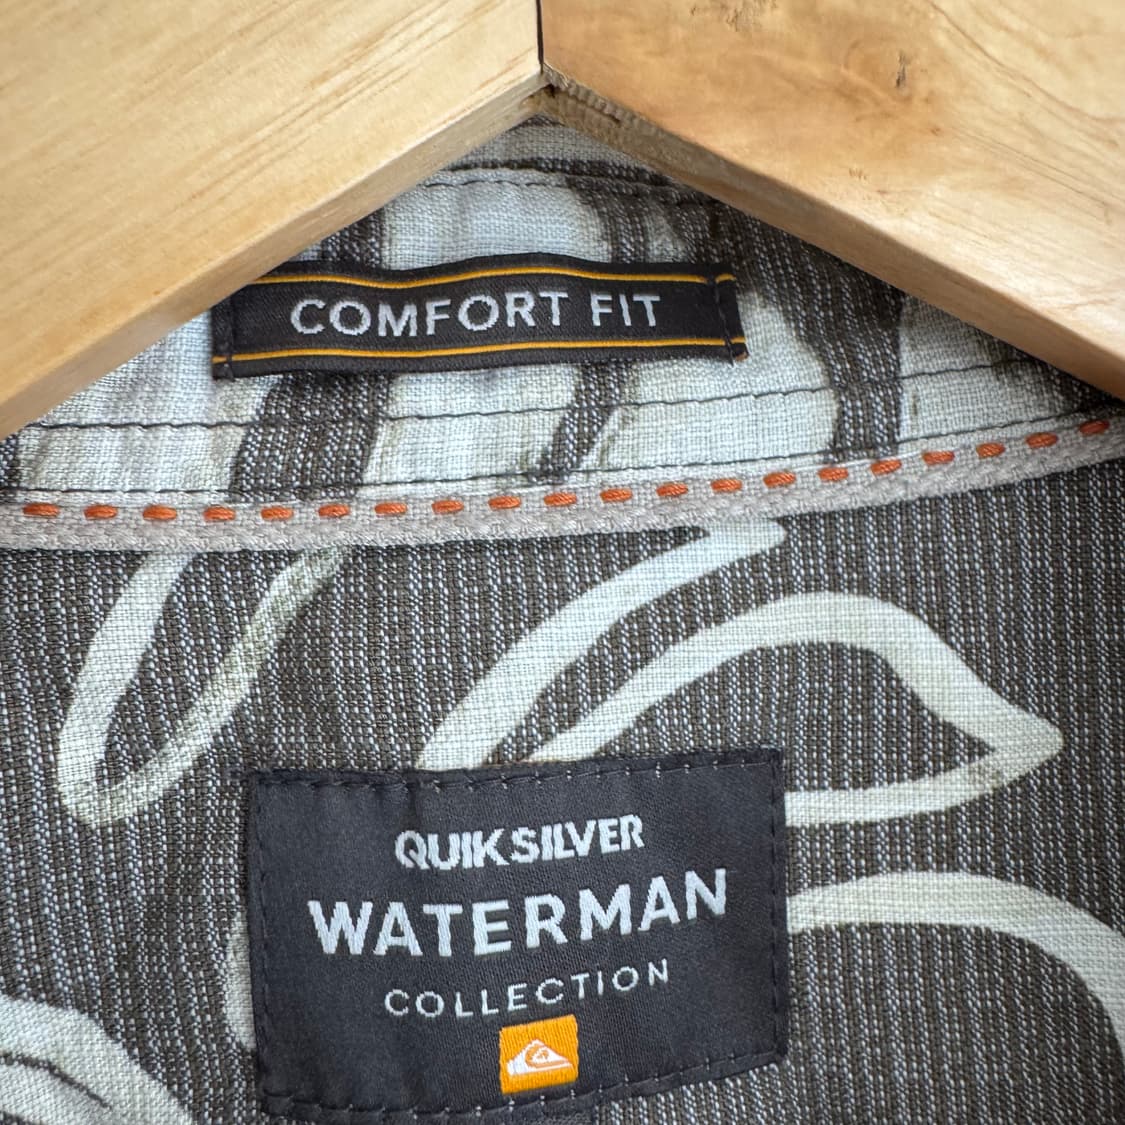 COMFORT FIT
QUIKSILVER
WATERMAN
COLLECTION